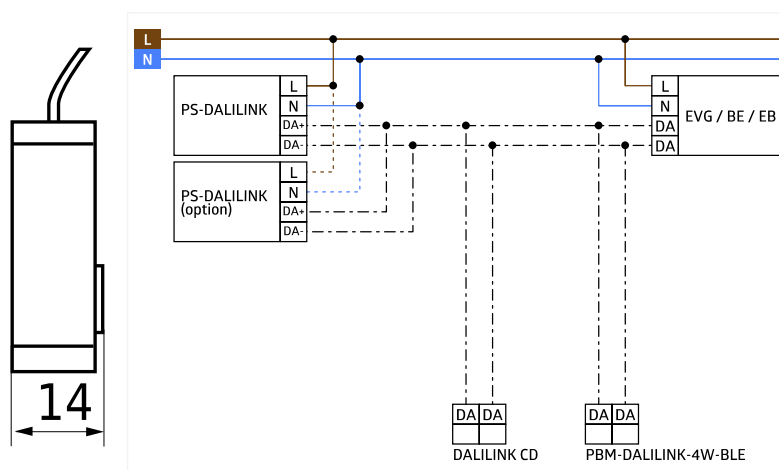 L
N
PS-DALILINK
L
N
DA+
DA-
PS-DALILINK
(option)
L
N
DA+
DA-
L
N
DA
DA
EVG / BE / EB
14
DA DA
DALILINK CD
DA DA
PBM-DALILINK-4W-BLE